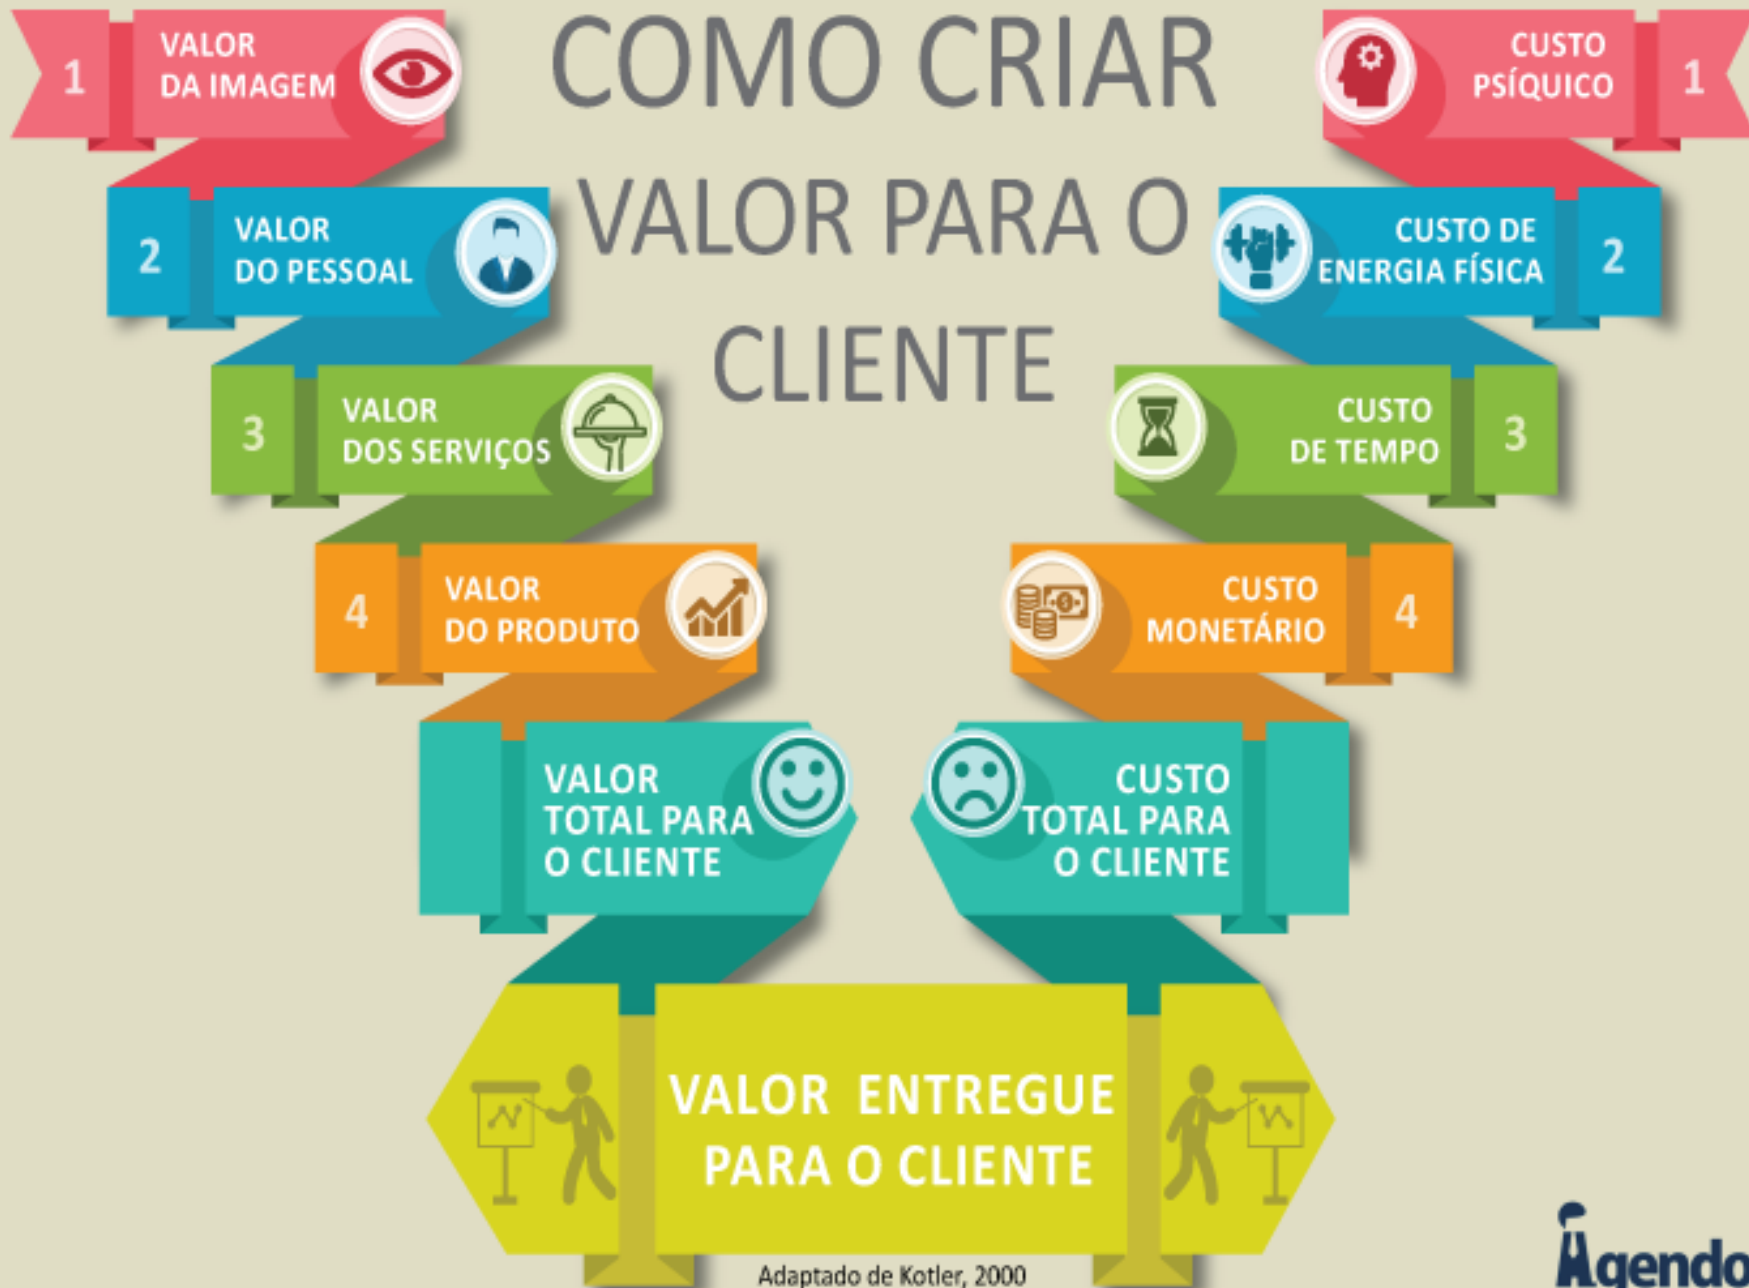 COMO CRIAR
VALOR PARA O
CLIENTE
1
VALOR
DA IMAGEM
2
VALOR
DO PESSOAL
3
VALOR
DOS SERVIÇOS
4
VALOR
DO PRODUTO
VALOR
TOTAL PARA
O CLIENTE
CUSTO
PSÍQUICO
1
CUSTO DE
ENERGIA FÍSICA
2
CUSTO
DE TEMPO
3
CUSTO
MONETÁRIO
4
CUSTO
TOTAL PARA
O CLIENTE
VALOR ENTREGUE
PARA O CLIENTE
Adaptado de Kotler, 2000
Agendo